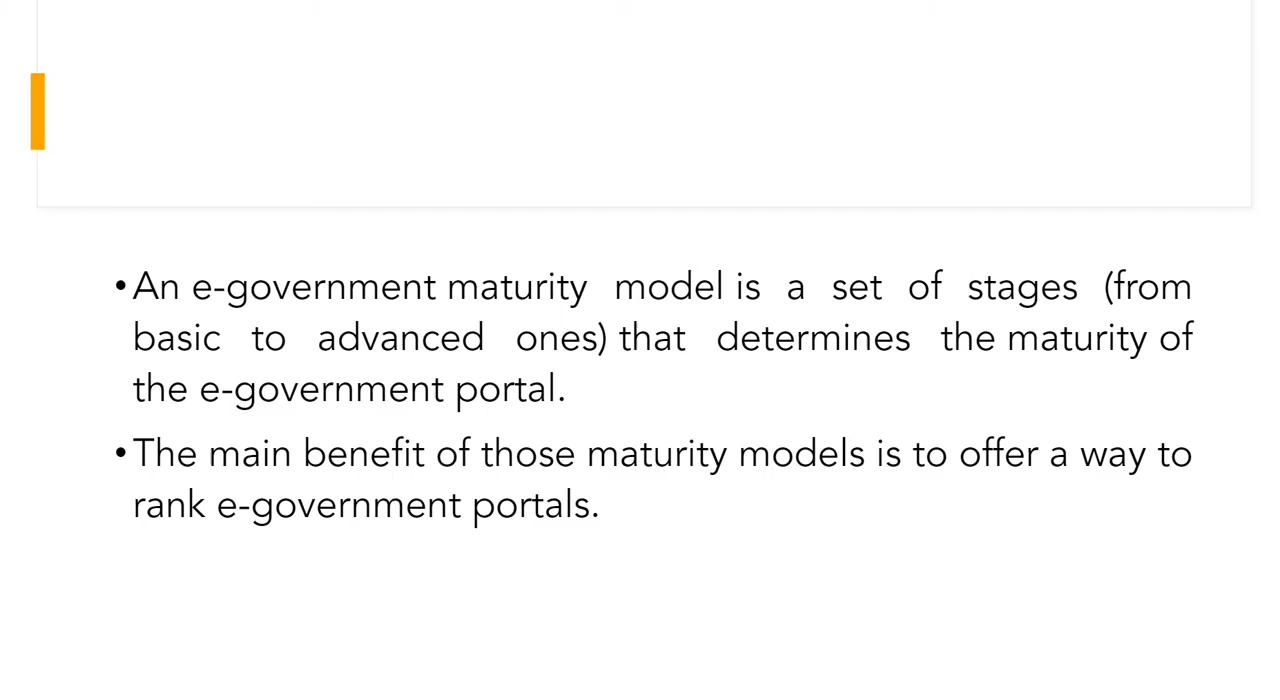 •An e-government maturity model is a set of stages (from
basic to advanced ones) that determines the maturity of
the e-government portal.
•The main benefit of those maturity models is to offer a way to
rank e-government portals.